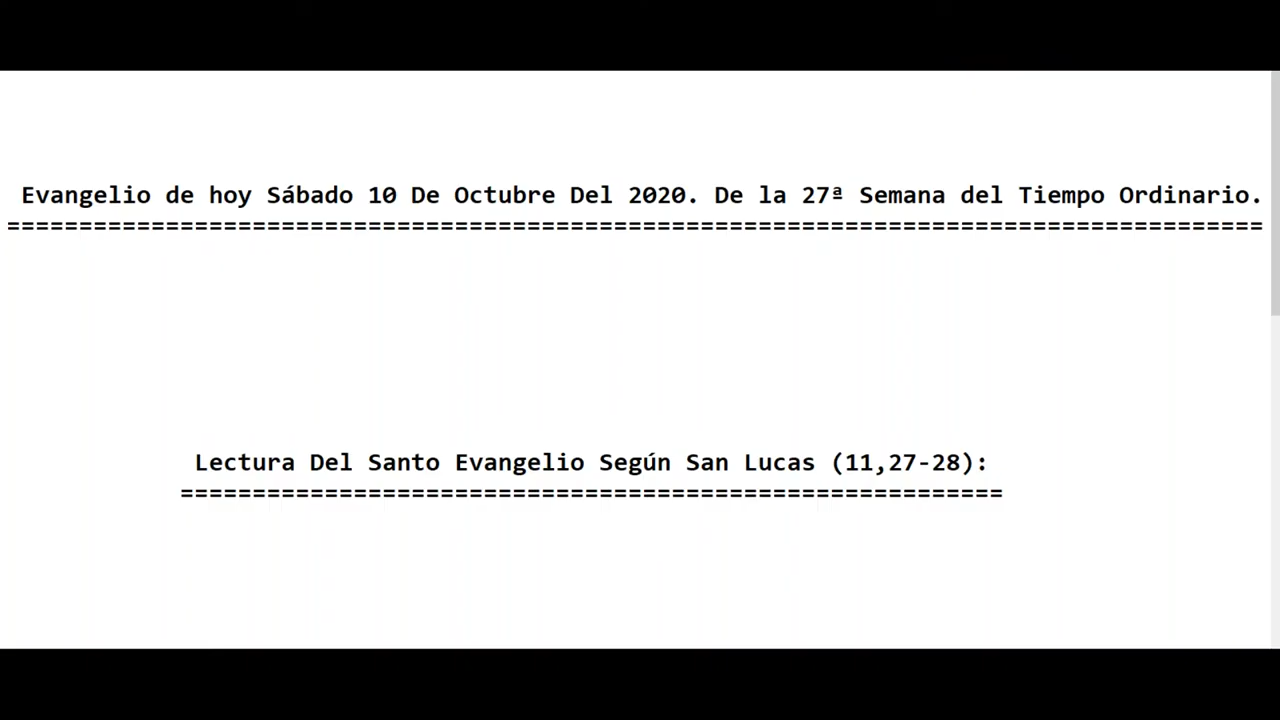 Evangelio de hoy Sábado 10 De Octubre Del 2020. De la 27ª Semana del Tiempo Ordinario.
=======================================================================================
Lectura Del Santo Evangelio Según San Lucas (11,27-28):
=========================================================